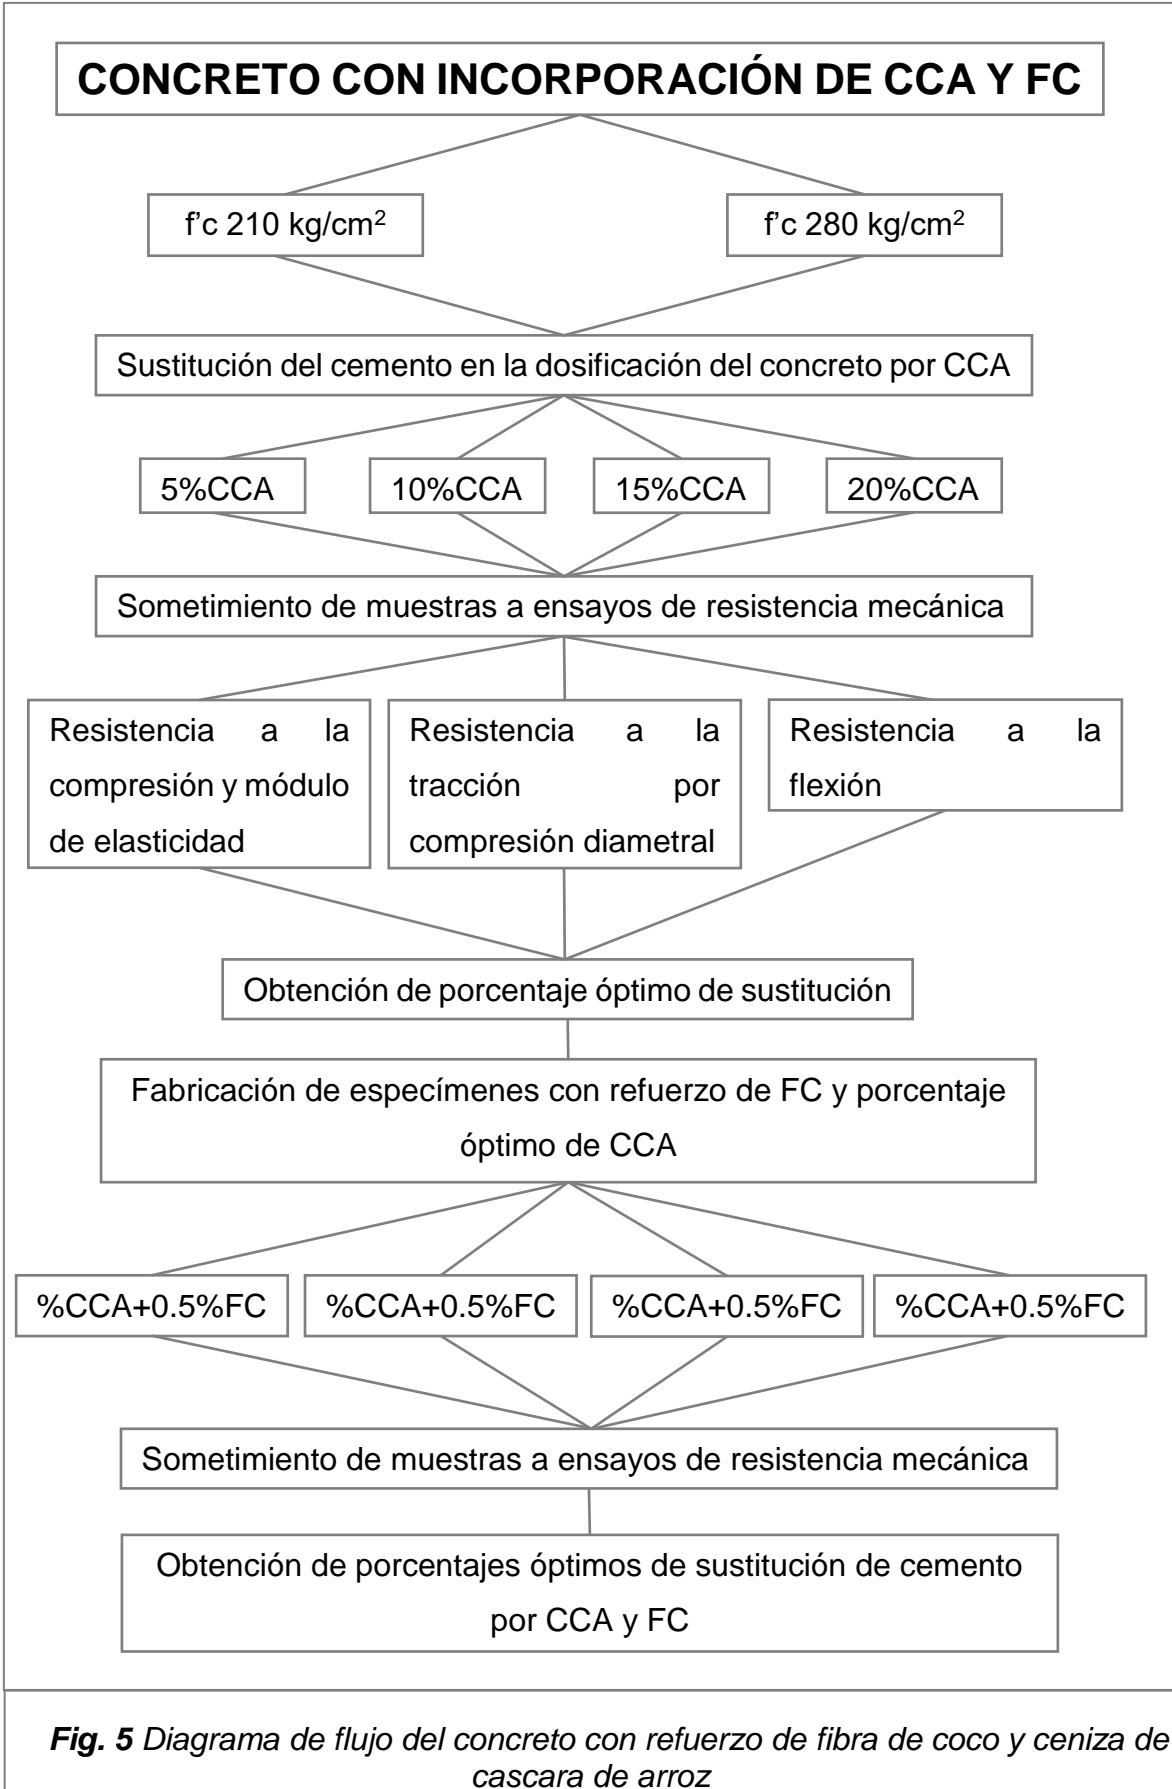 CONCRETO CON INCORPORACIÓN DE CCA Y FC
f’c 210 kg/cm²
f’c 280 kg/cm²
Sustitución del cemento en la dosificación del concreto por CCA
5%CCA
10%CCA
15%CCA
20%CCA
Sometimiento de muestras a ensayos de resistencia mecánica
Resistencia a la
compresión y módulo
de elasticidad
Resistencia a la
tracción por
compresión diametral
Resistencia a la
flexión
Obtención de porcentaje óptimo de sustitución
Fabricación de especímenes con refuerzo de FC y porcentaje
óptimo de CCA
%CCA+0.5%FC
%CCA+0.5%FC
%CCA+0.5%FC
%CCA+0.5%FC
Sometimiento de muestras a ensayos de resistencia mecánica
Obtención de porcentajes óptimos de sustitución de cemento
por CCA y FC
Fig. 5 Diagrama de flujo del concreto con refuerzo de fibra de coco y ceniza de
cascara de arroz